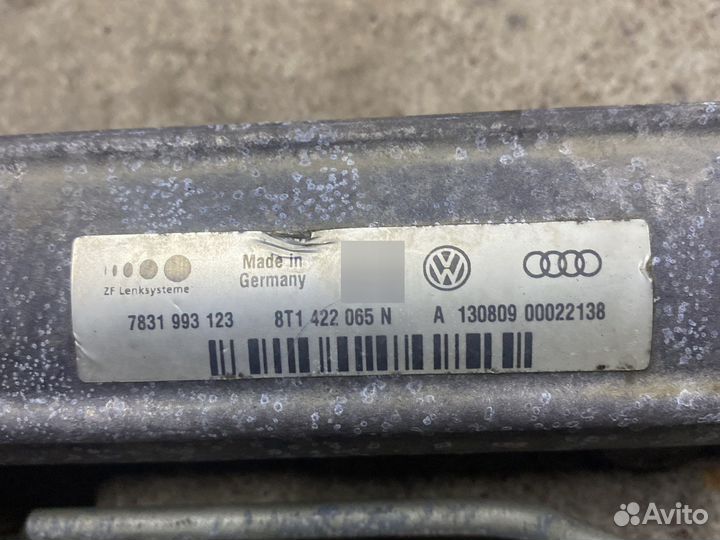 Made in
Germany
ZF Lenksysteme
7831 993 123 8T1 422 065 N A 130809 00022138
Avito